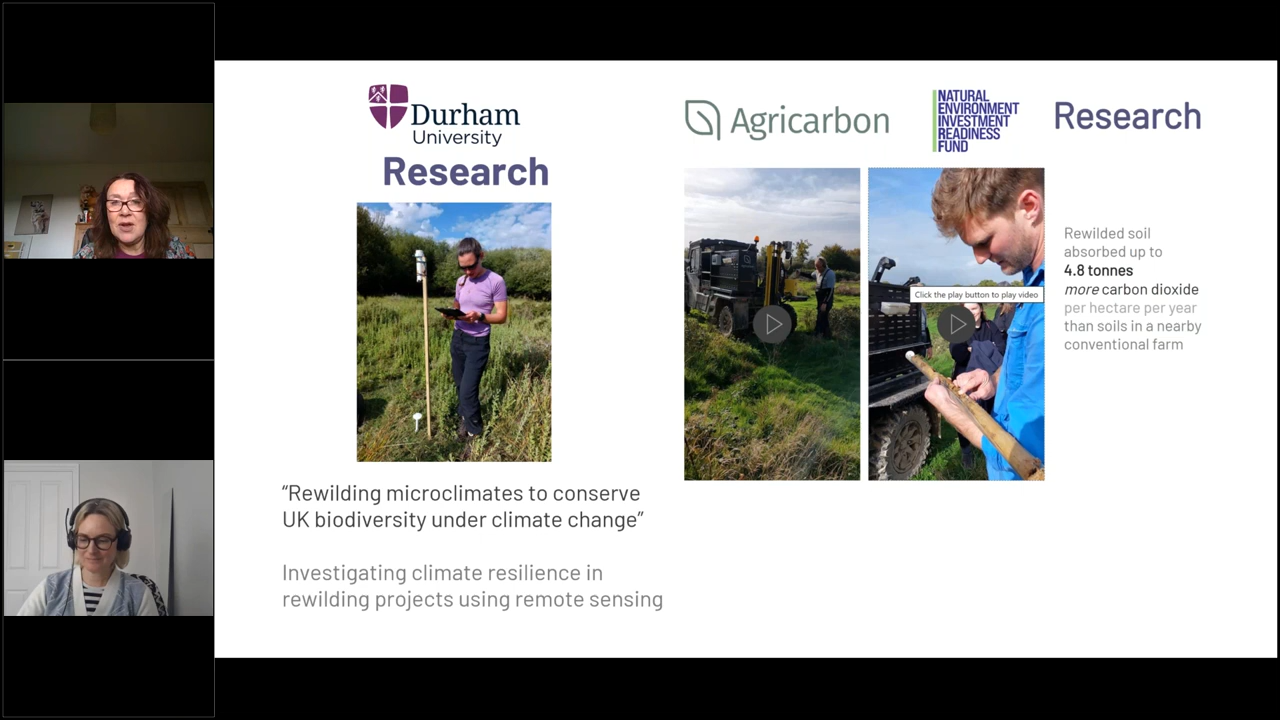 Durham
University
Research
“Rewilding microclimates to conserve
UK biodiversity under climate change”
Investigating climate resilience in
rewilding projects using remote sensing
Agricarbon
NATURAL
ENVIRONMENT
INVESTMENT
READINESS
FUND
Research
Click the play button to play video
Rewilded soil
absorbed up to
4.8 tonnes
more carbon dioxide
per hectare per year
than soils in a nearby
conventional farm